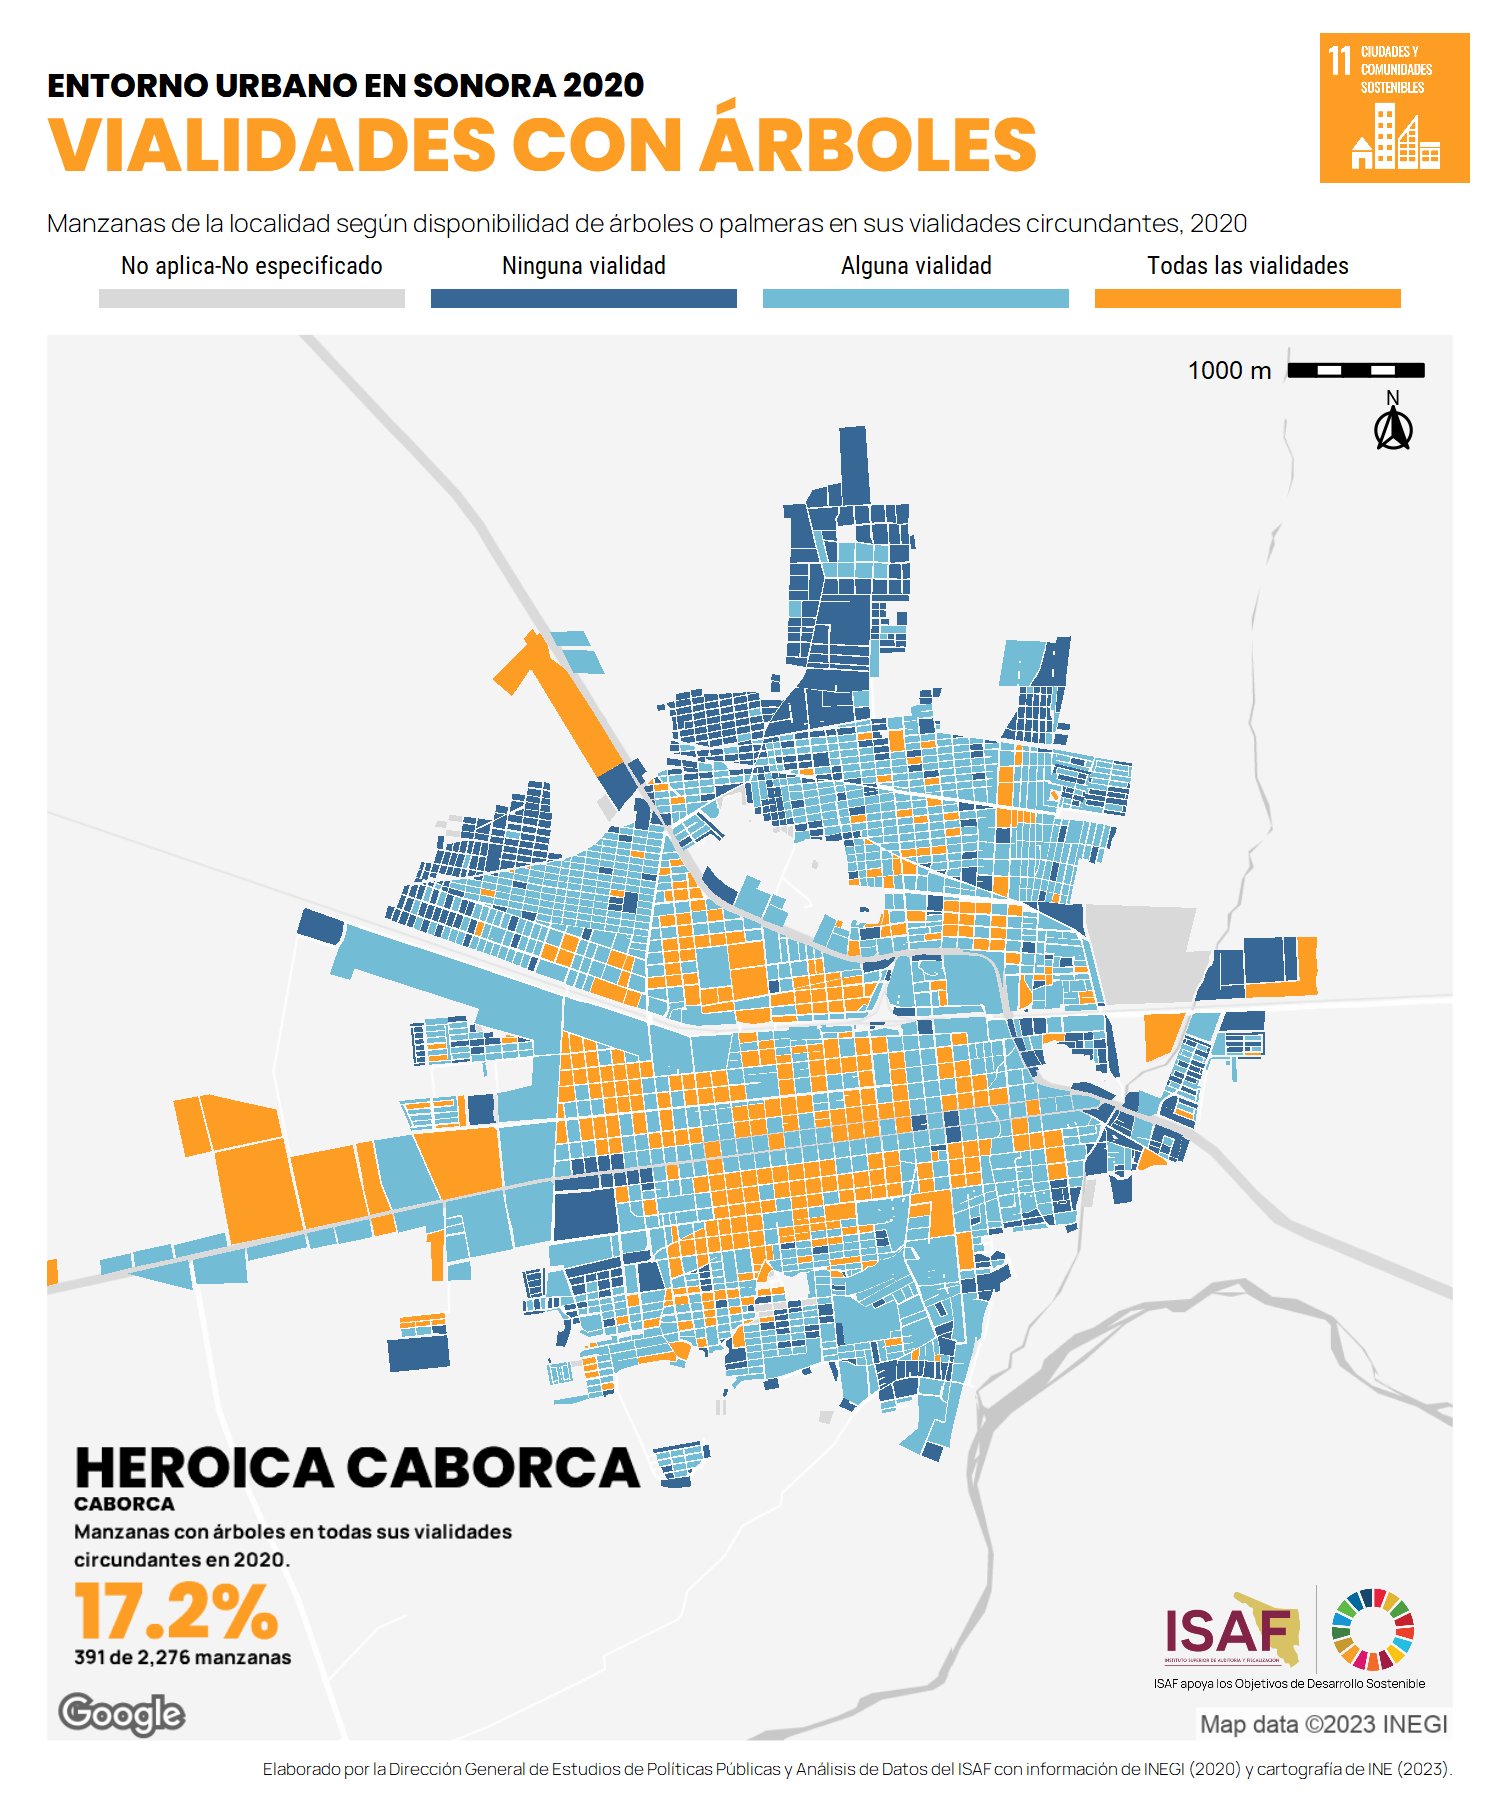 ENTORNO URBANO EN SONORA 2020
VIALIDADES CON ÁRBOLES
11 CIUDADES Y
COMUNIDADES
SOSTENIBLES
Manzanas de la localidad según disponibilidad de árboles o palmeras en sus vialidades circundantes, 2020
No aplica-No especificado
Ninguna vialidad
Alguna vialidad
Todas las vialidades
1000 m
N
HEROICA CABORCA
CABORCA
Manzanas con árboles en todas sus vialidades
circundantes en 2020.
17.2%
391 de 2,276 manzanas
Google
ISAF
INSTITUTO SUPERIOR DE AUDITORÍA Y FISCALIZACIÓN
ISAF apoya los Objetivos de Desarrollo Sostenible
Map data ©2023 INEGI
Elaborado por la Dirección General de Estudios de Políticas Públicas y Análisis de Datos del ISAF con información de INEGI (2020) y cartografía de INE (2023).